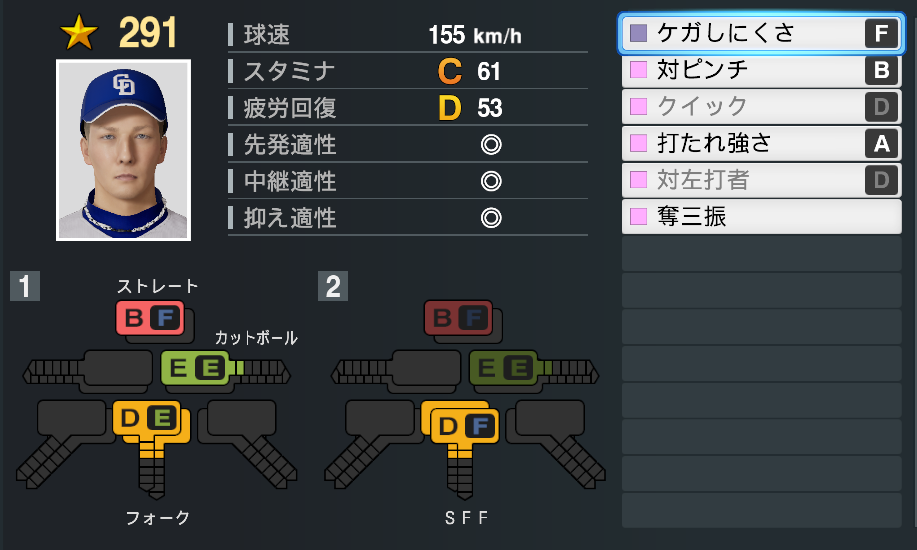 ★ 291
CD
球速 155 km/h
スタミナ C 61
疲労回復 D 53
先発適性 ◎
中継適性 ◎
抑え適性 ◎
ケガしにくさ F
対ピンチ B
クイック D
打たれ強さ A
対左打者 D
奪三振
1
ストレート
B F
カットボール
E E
D E
フォーク
2
B F
E E
D F
SFF